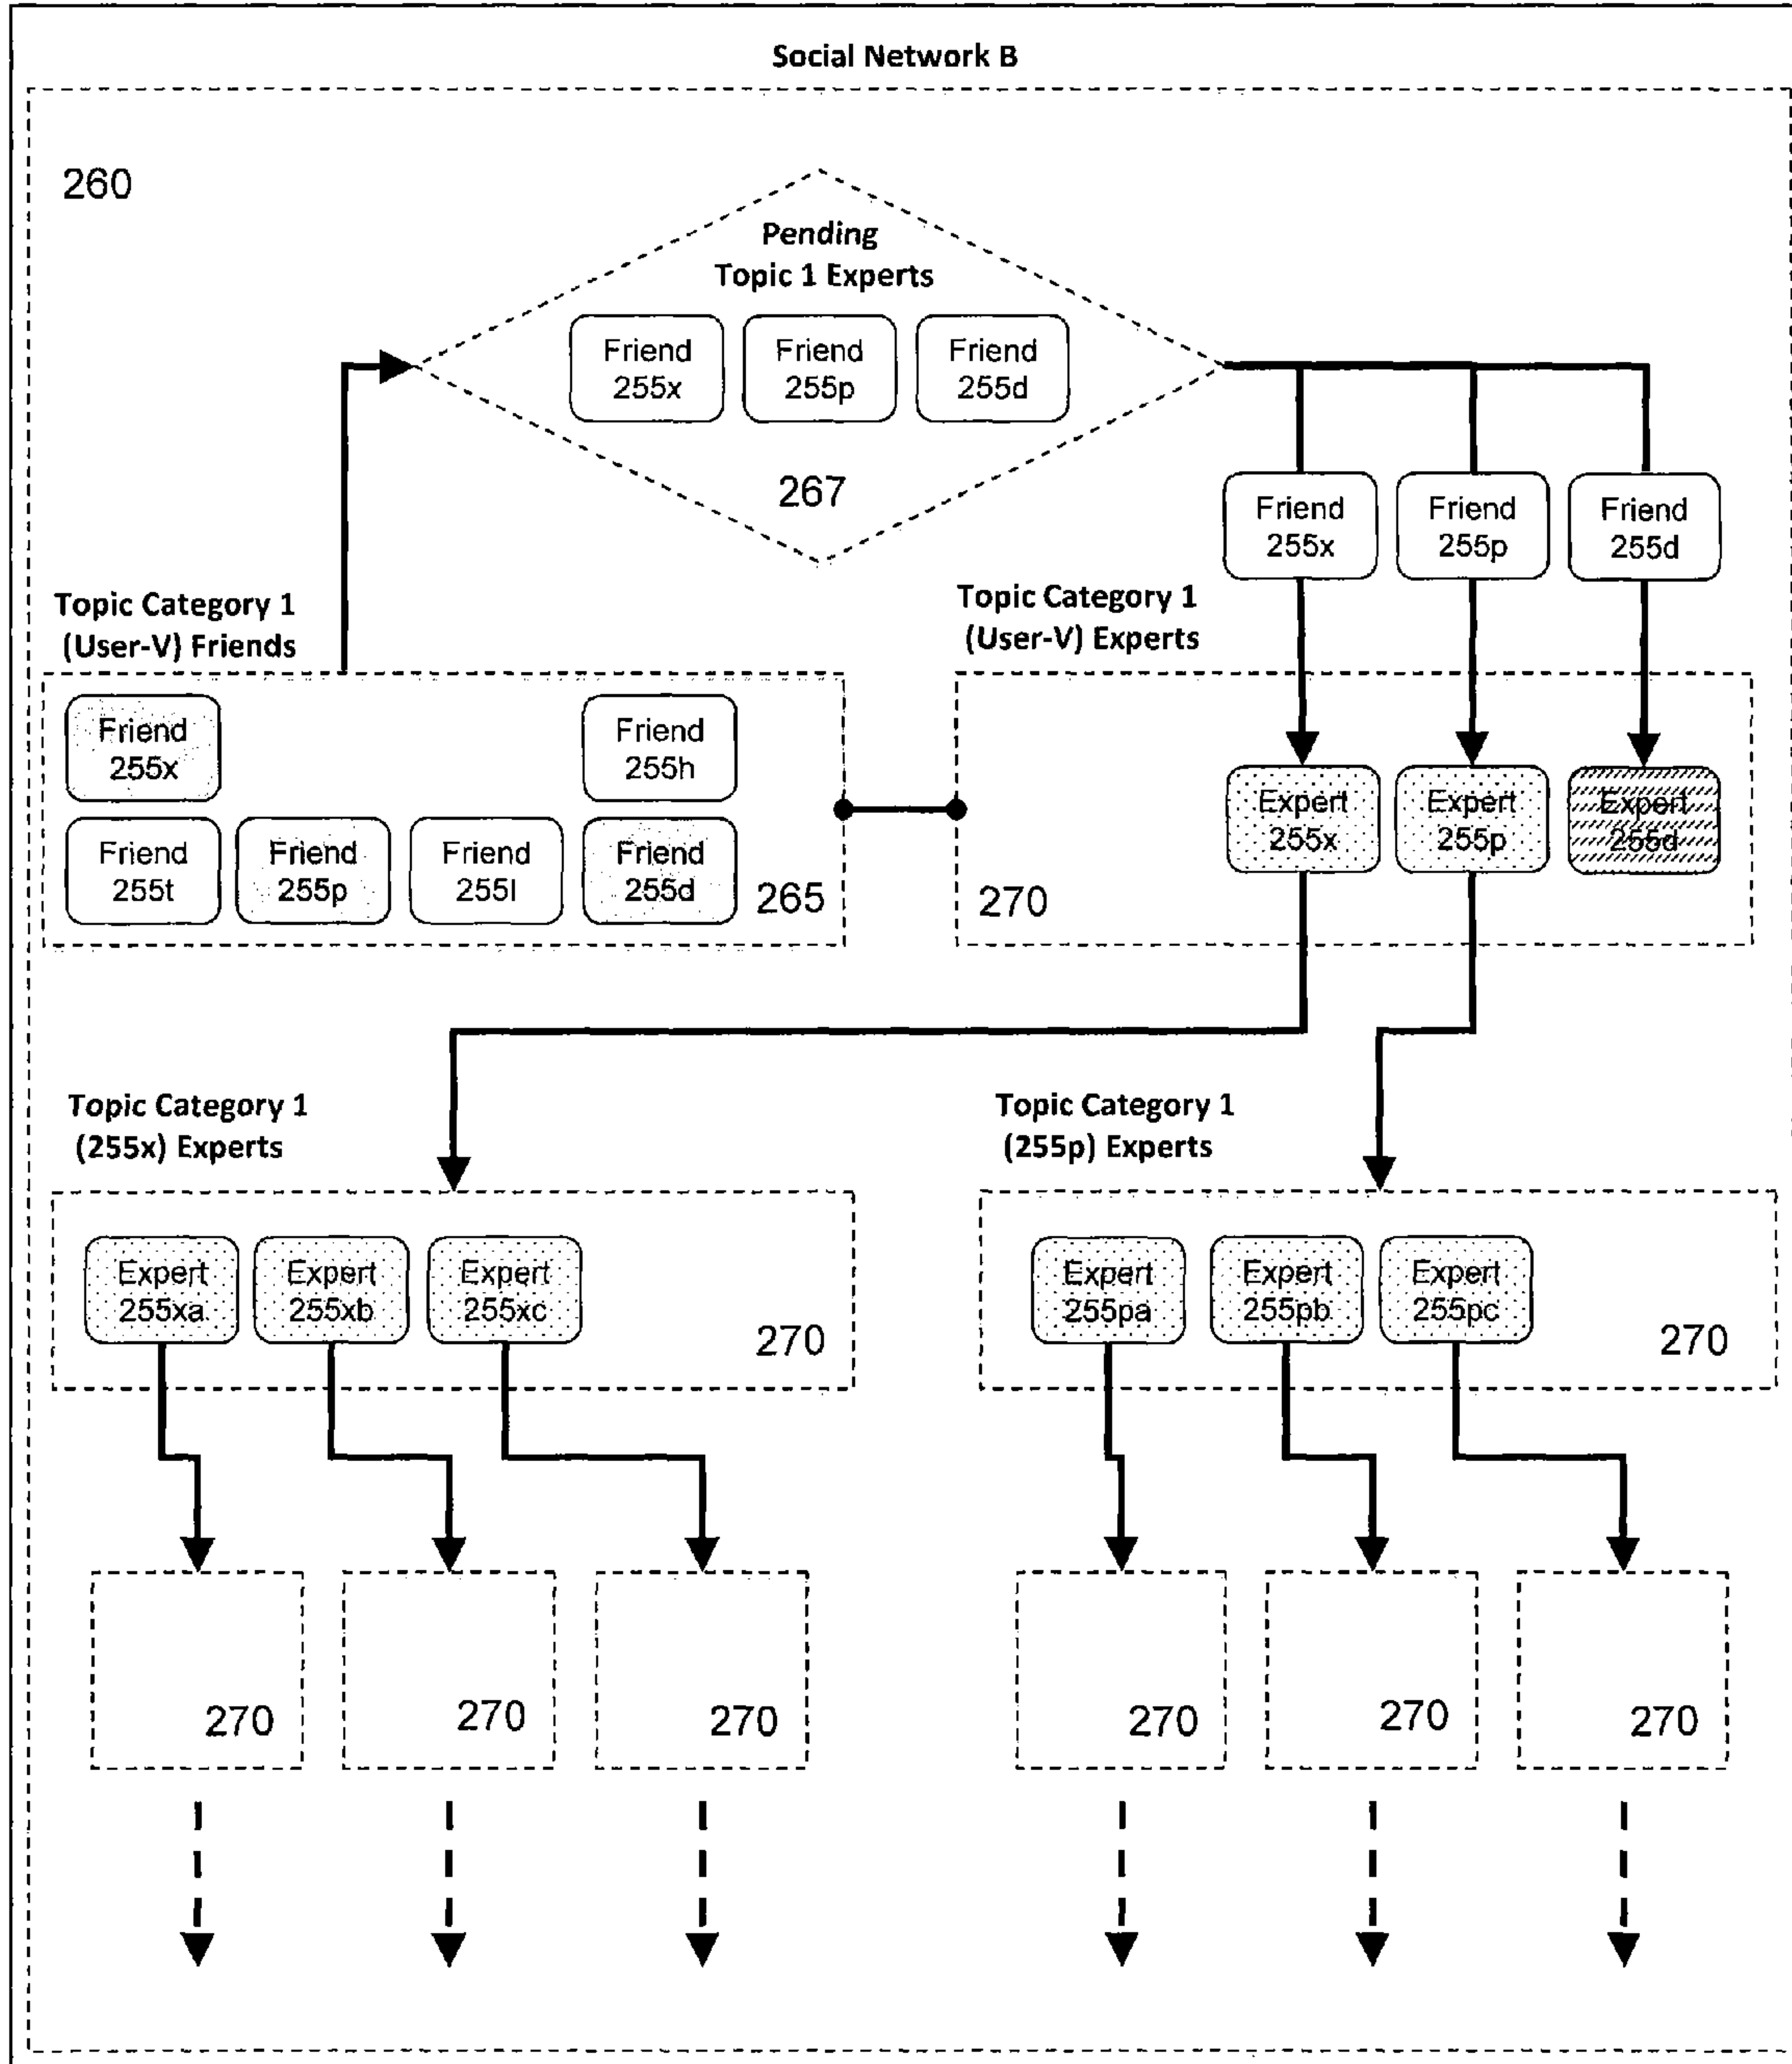 Social Network B
260
Pending
Topic 1 Experts
Friend
255x
Friend
255p
Friend
255d
267
Friend
255x
Friend
255p
Friend
255d
Topic Category 1
(User-V) Friends
Topic Category 1
(User-V) Experts
Friend
255x
Friend
255h
Friend
255t
Friend
255p
Friend
255l
Friend
255d
265
Expert
255x
Expert
255p
Expert
255d
270
Topic Category 1
(255x) Experts
Topic Category 1
(255p) Experts
Expert
255xa
Expert
255xb
Expert
255xc
270
Expert
255pa
Expert
255pb
Expert
255pc
270
270
270
270
270
270
270